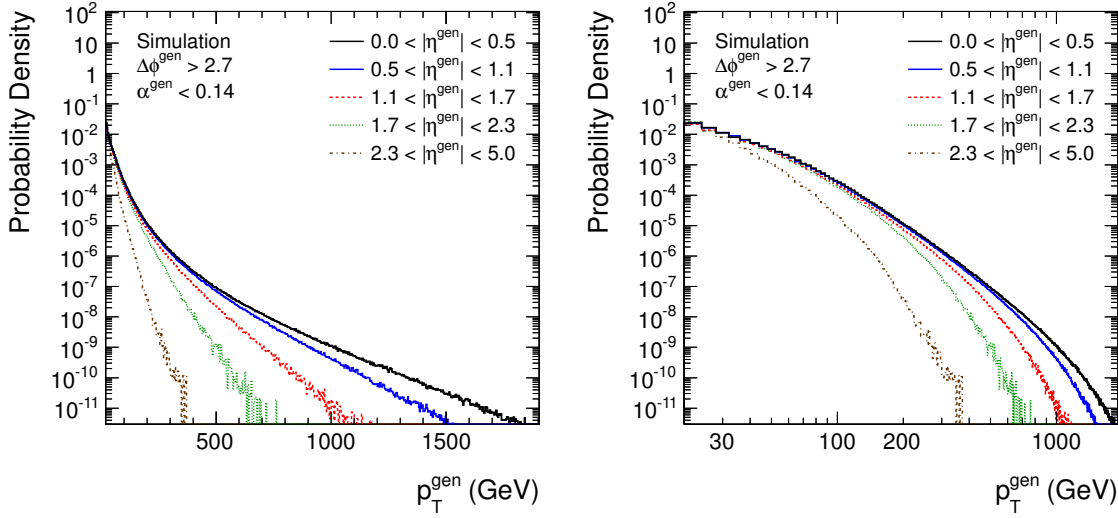 Probability Density
10²
10
1
10⁻¹
10⁻²
10⁻³
10⁻⁴
10⁻⁵
10⁻⁶
10⁻⁷
10⁻⁸
10⁻⁹
10⁻¹⁰
10⁻¹¹
Simulation
Δϕ^gen > 2.7
α^gen < 0.14
0.0 < |η^gen| < 0.5
0.5 < |η^gen| < 1.1
1.1 < |η^gen| < 1.7
1.7 < |η^gen| < 2.3
2.3 < |η^gen| < 5.0
500 1000 1500
p_T^gen (GeV)
Probability Density
10²
10
1
10⁻¹
10⁻²
10⁻³
10⁻⁴
10⁻⁵
10⁻⁶
10⁻⁷
10⁻⁸
10⁻⁹
10⁻¹⁰
10⁻¹¹
Simulation
Δϕ^gen > 2.7
α^gen < 0.14
0.0 < |η^gen| < 0.5
0.5 < |η^gen| < 1.1
1.1 < |η^gen| < 1.7
1.7 < |η^gen| < 2.3
2.3 < |η^gen| < 5.0
30 100 200 1000
p_T^gen (GeV)